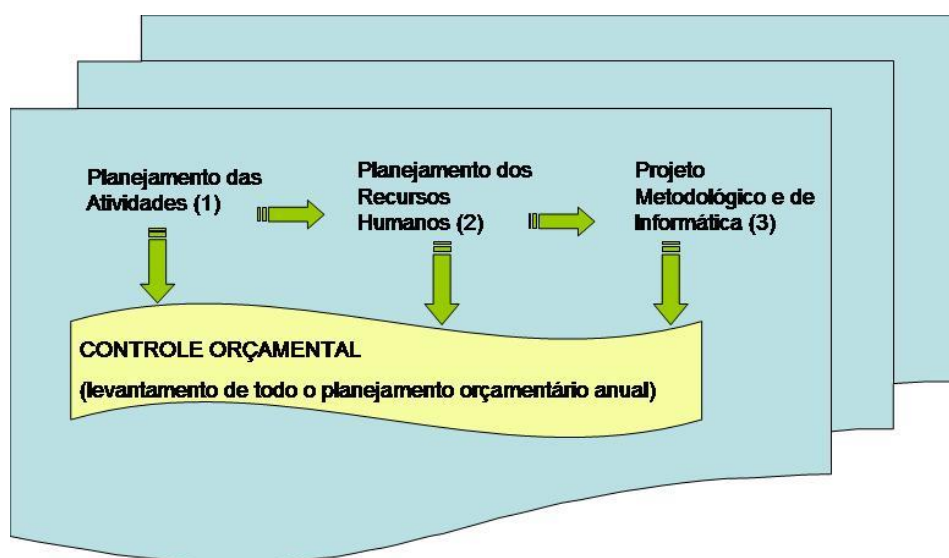 Planejamento das
Atividades (1)
Planejamento dos
Recursos
Humanos (2)
Projeto
Metodológico e de
Informática (3)
CONTROLE ORÇAMENTAL
(levantamento de todo o planejamento orçamentário anual)